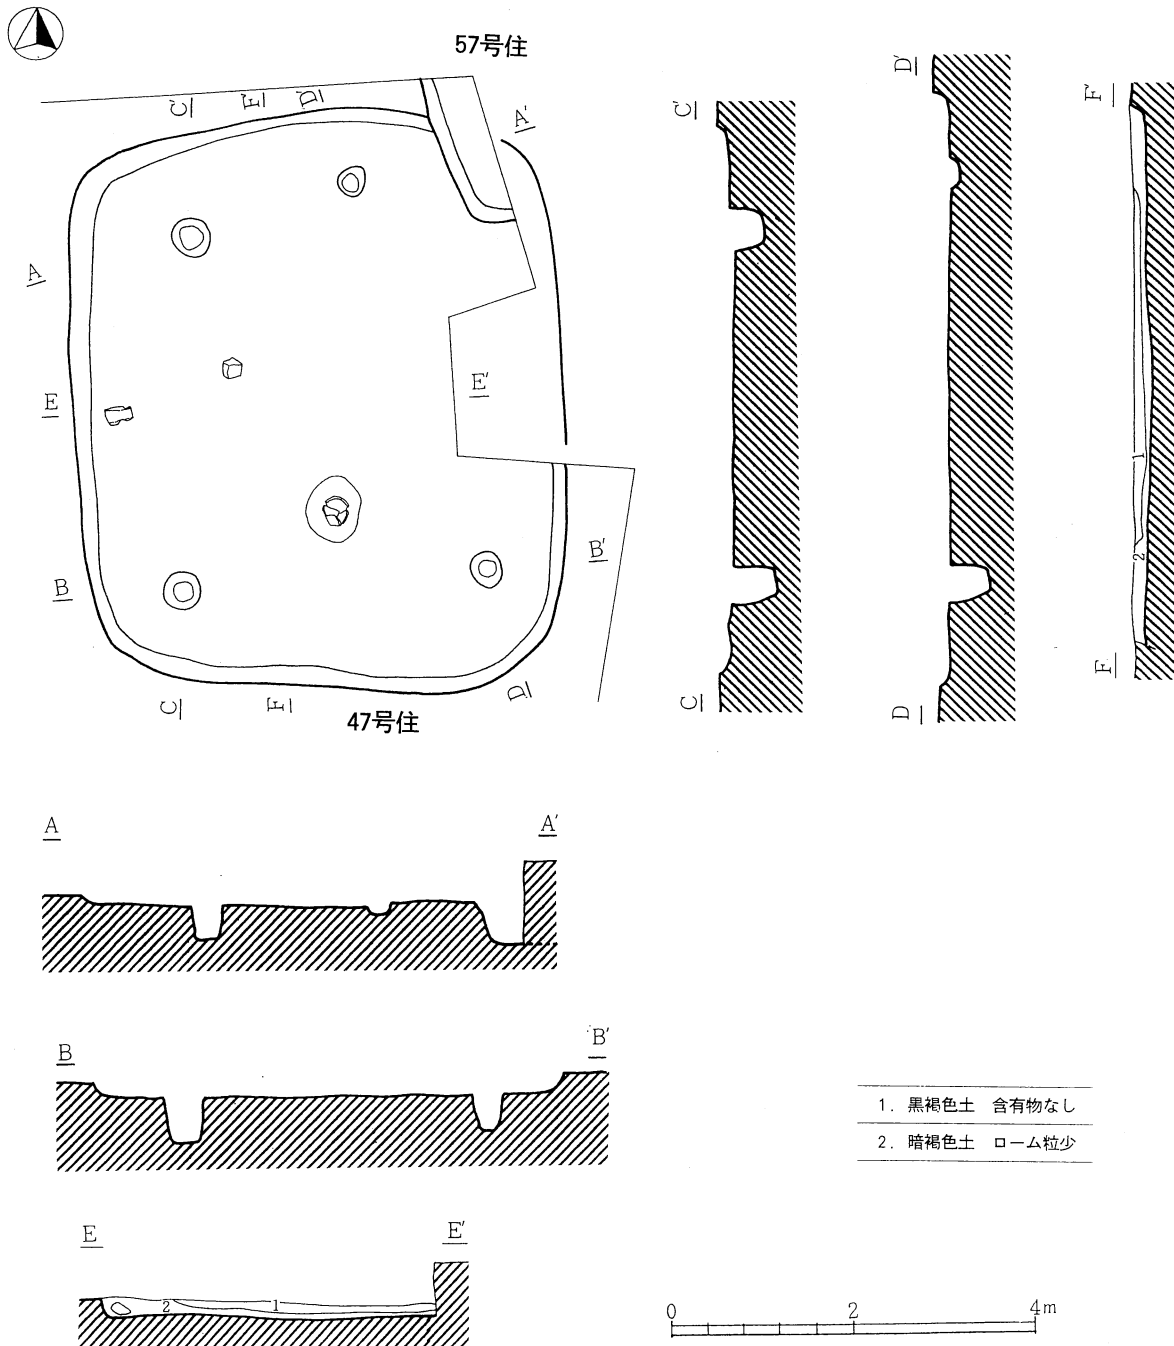 57号住
C' F' D' A'
A
E E'
B B'
C F D
47号住
C' D' F'
1
2
C D F
A A'
B B'
1. 黒褐色土 含有物なし
2. 暗褐色土 ローム粒少
E E'
2 1
0 2 4m